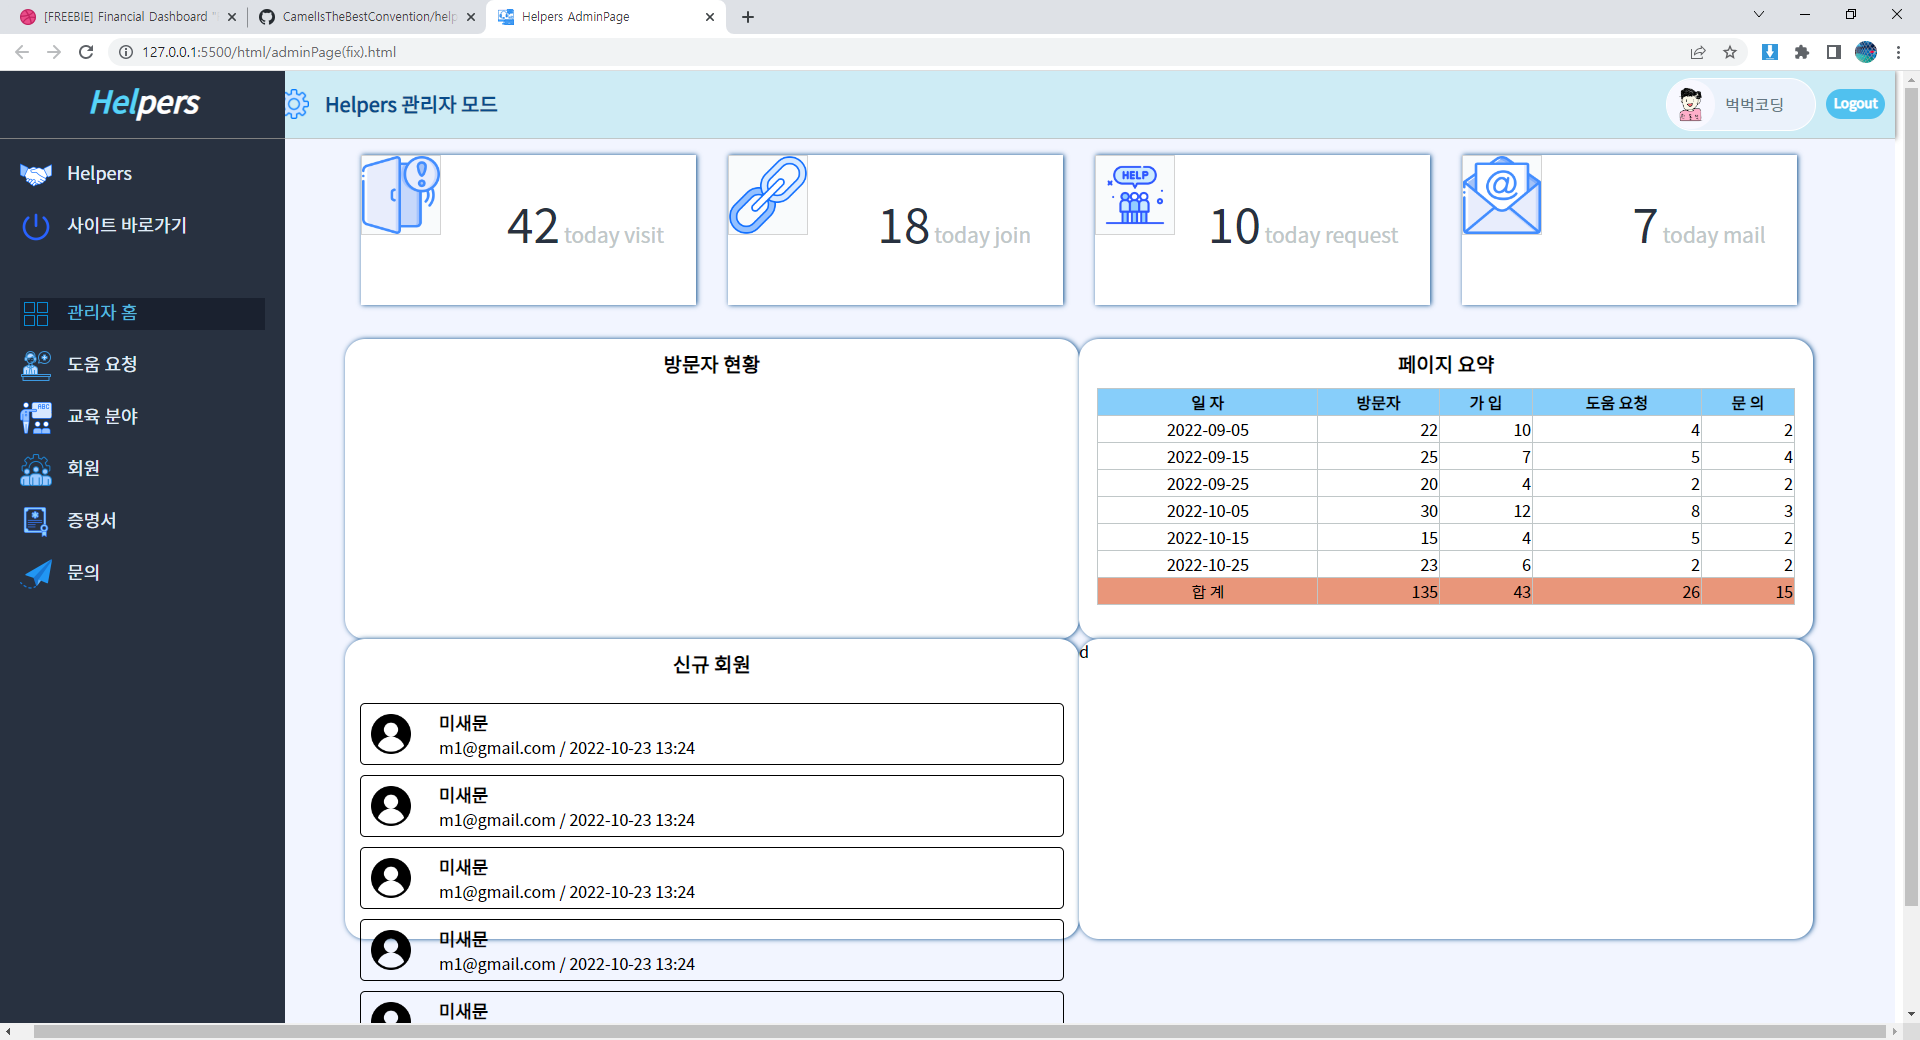 [FREEBIE] Financial Dashboard "
CamelIsTheBestConvention/help
Helpers AdminPage
127.0.0.1:5500/html/adminPage(fix).html
Helpers
Helpers 관리자 모드
벅벅코딩
Logout
Helpers
사이트 바로가기
관리자 홈
도움 요청
교육 분야
회원
증명서
문의
42 today visit
18 today join
HELP
10 today request
@
7 today mail
방문자 현황
페이지 요약
일 자 방문자 가 입 도움 요청 문 의
2022-09-05 22 10 4 2
2022-09-15 25 7 5 4
2022-09-25 20 4 2 2
2022-10-05 30 12 8 3
2022-10-15 15 4 5 2
2022-10-25 23 6 2 2
합 계 135 43 26 15
신규 회원
미새문
m1@gmail.com / 2022-10-23 13:24
미새문
m1@gmail.com / 2022-10-23 13:24
미새문
m1@gmail.com / 2022-10-23 13:24
미새문
m1@gmail.com / 2022-10-23 13:24
미새문
d